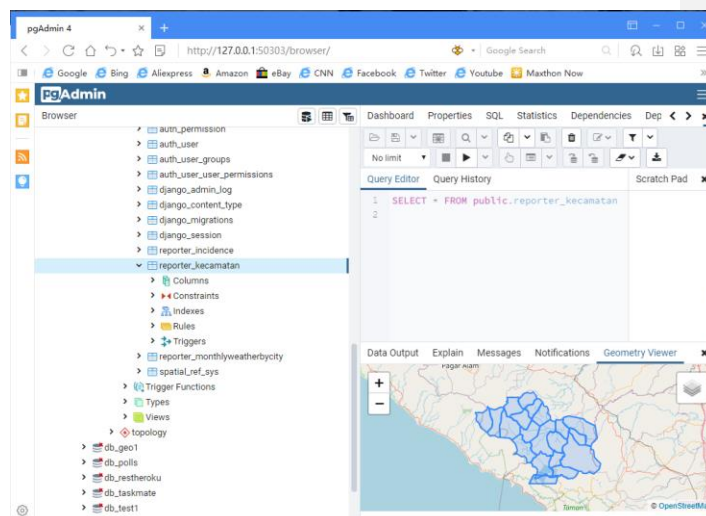 pgAdmin 4
http://127.0.0.1:50303/browser/
Google Search
Google Bing Aliexpress Amazon eBay CNN Facebook Twitter Youtube Maxthon Now
pgAdmin
Browser
Dashboard Properties SQL Statistics Dependencies Dep
auth_permission
auth_user
auth_user_groups
auth_user_user_permissions
django_admin_log
django_content_type
django_migrations
django_session
reporter_incidence
reporter_kecamatan
Columns
Constraints
Indexes
Rules
Triggers
reporter_monthlyweatherbycity
spatial_ref_sys
Trigger Functions
Types
Views
topology
db_geo1
db_polls
db_restheroku
db_taskmate
db_test1
No limit
Query Editor Query History Scratch Pad
1 SELECT * FROM public.reporter_kecamatan
2
Data Output Explain Messages Notifications Geometry Viewer
Pagar Alam
+
−
© OpenStreetMa